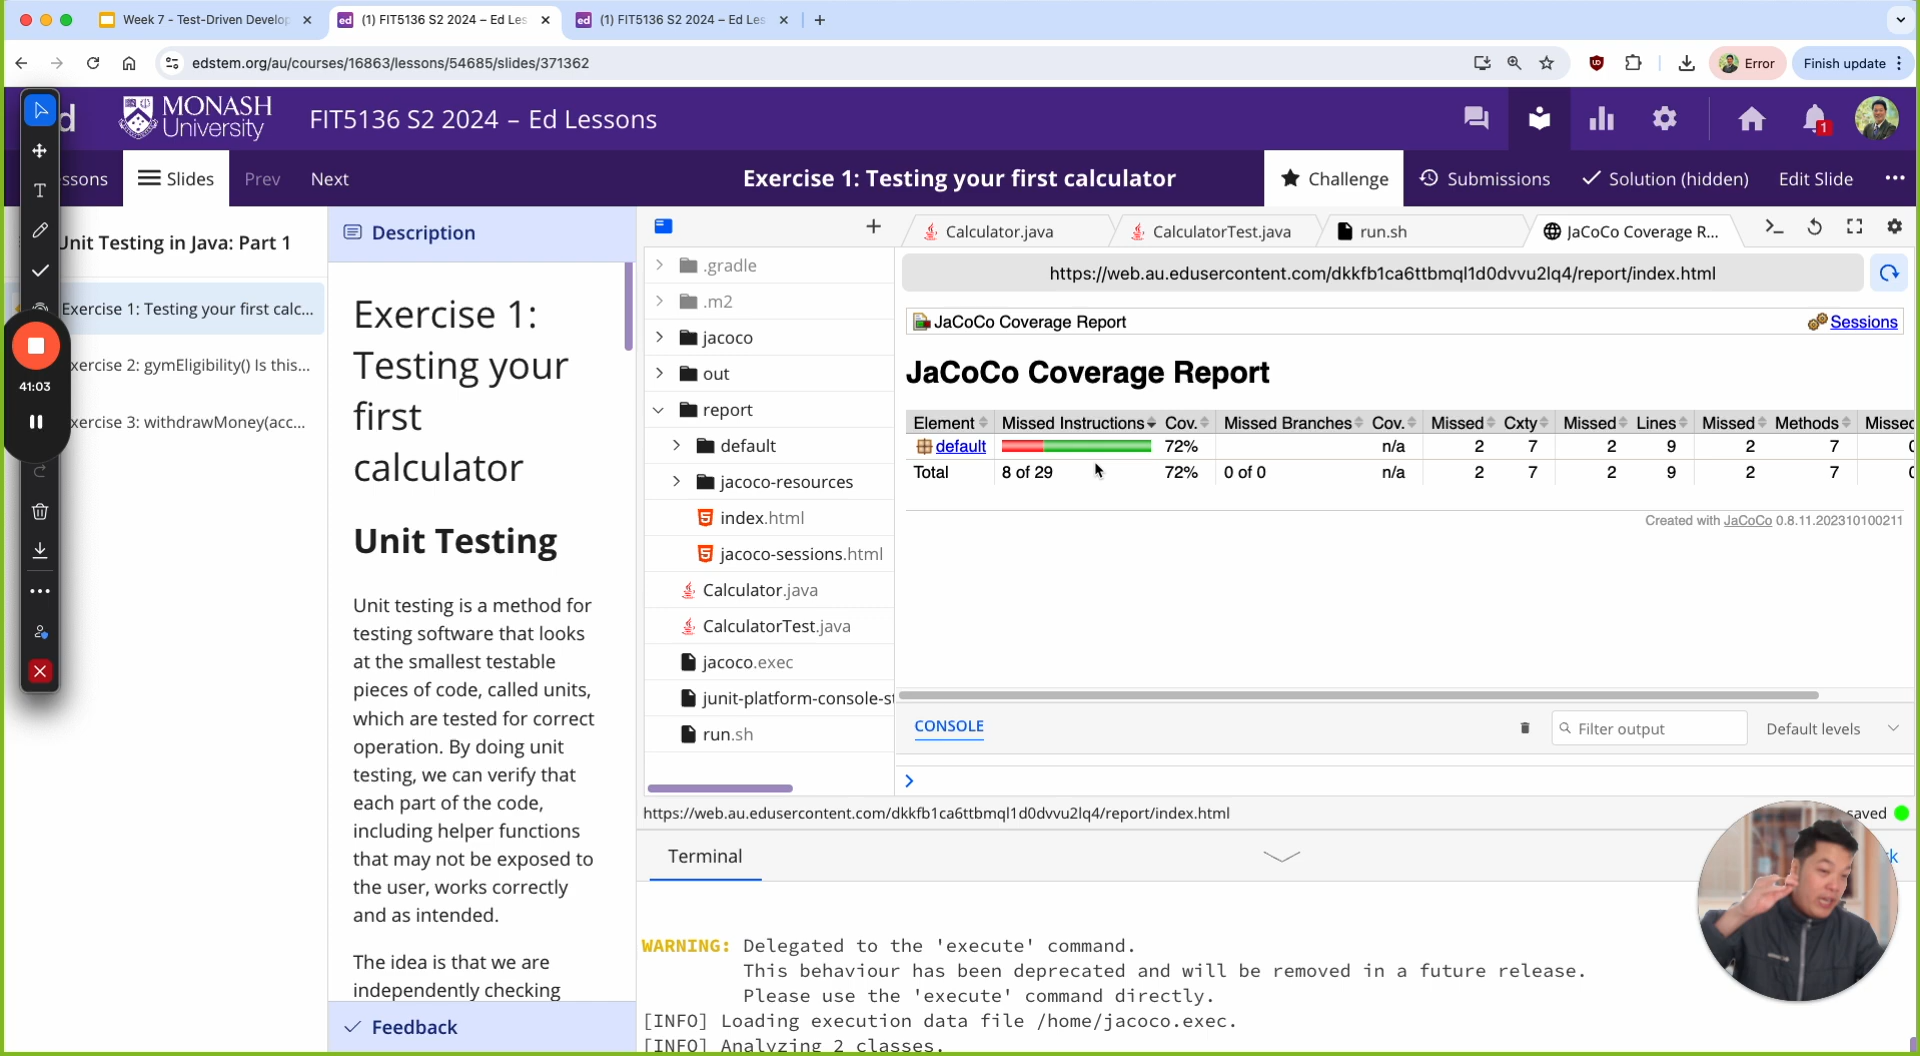 Week 7 - Test-Driven Develop
(1) FIT5136 S2 2024 – Ed Les
(1) FIT5136 S2 2024 – Ed Les
edstem.org/au/courses/16863/lessons/54685/slides/371362
Error
Finish update
MONASH
University
FIT5136 S2 2024 – Ed Lessons
1
ssons
Slides
Prev
Next
Exercise 1: Testing your first calculator
Challenge
Submissions
Solution (hidden)
Edit Slide
Unit Testing in Java: Part 1
Exercise 1: Testing your first calc...
xercise 2: gymEligibility() Is this...
xercise 3: withdrawMoney(acc...
41:03
Description
Exercise 1:
Testing your
first
calculator
Unit Testing
Unit testing is a method for
testing software that looks
at the smallest testable
pieces of code, called units,
which are tested for correct
operation. By doing unit
testing, we can verify that
each part of the code,
including helper functions
that may not be exposed to
the user, works correctly
and as intended.
The idea is that we are
independently checking
Feedback
.gradle
.m2
jacoco
out
report
default
jacoco-resources
index.html
jacoco-sessions.html
Calculator.java
CalculatorTest.java
jacoco.exec
junit-platform-console-st
run.sh
Calculator.java
CalculatorTest.java
run.sh
JaCoCo Coverage R...
https://web.au.edusercontent.com/dkkfb1ca6ttbmql1d0dvvu2lq4/report/index.html
JaCoCo Coverage Report
Sessions
JaCoCo Coverage Report
Element Missed Instructions Cov. Missed Branches Cov. Missed Cxty Missed Lines Missed Methods Missed
default 72% n/a 2 7 2 9 2 7 0
Total 8 of 29 72% 0 of 0 n/a 2 7 2 9 2 7 0
Created with JaCoCo 0.8.11.202310100211
CONSOLE
Filter output
Default levels
https://web.au.edusercontent.com/dkkfb1ca6ttbmql1d0dvvu2lq4/report/index.html
saved
Terminal
WARNING: Delegated to the 'execute' command.
This behaviour has been deprecated and will be removed in a future release.
Please use the 'execute' command directly.
[INFO] Loading execution data file /home/jacoco.exec.
[INFO] Analyzing 2 classes.